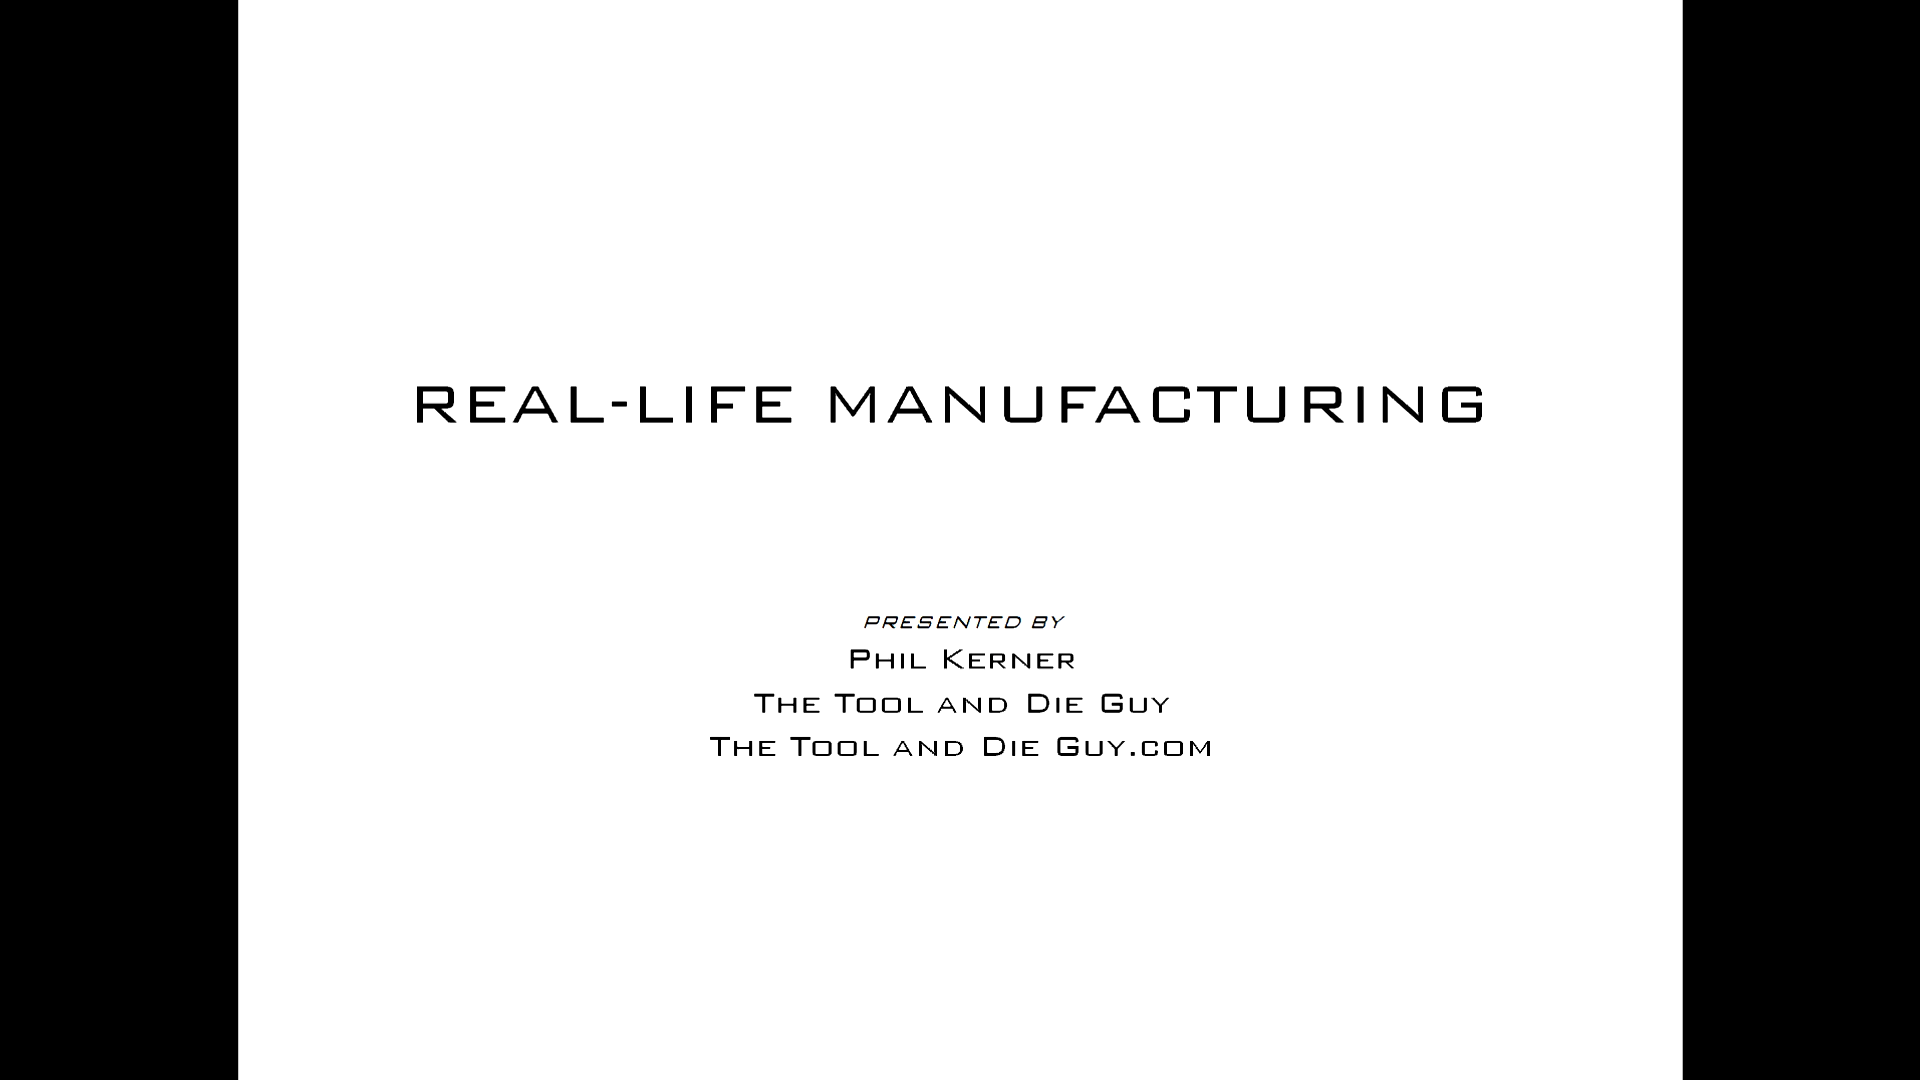 REAL-LIFE MANUFACTURING
PRESENTED BY
PHIL KERNER
THE TOOL AND DIE GUY
THE TOOL AND DIE GUY.COM